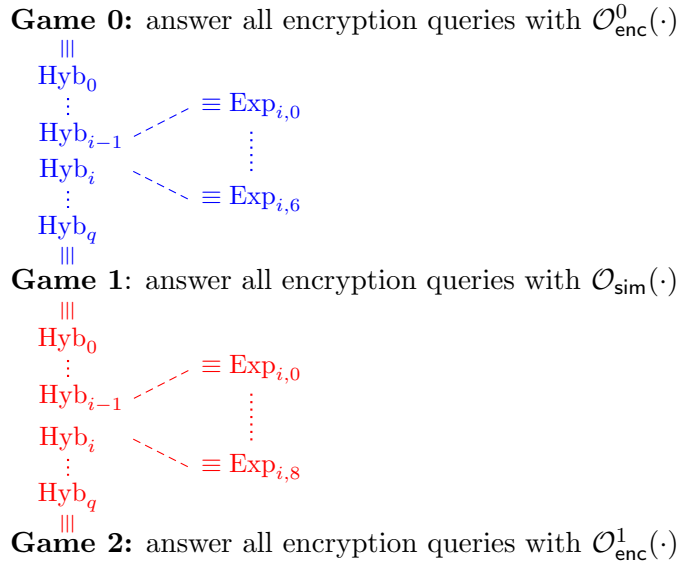 Game 0: answer all encryption queries with 𝒪⁰_enc(·)
≡
Hyb₀
⋮
≡ Exp_{i,0}
Hyb_{i−1}
⋮
Hyb_i
≡ Exp_{i,6}
⋮
Hyb_q
≡
Game 1: answer all encryption queries with 𝒪_sim(·)
≡
Hyb₀
⋮
≡ Exp_{i,0}
Hyb_{i−1}
⋮
Hyb_i
≡ Exp_{i,8}
⋮
Hyb_q
≡
Game 2: answer all encryption queries with 𝒪¹_enc(·)